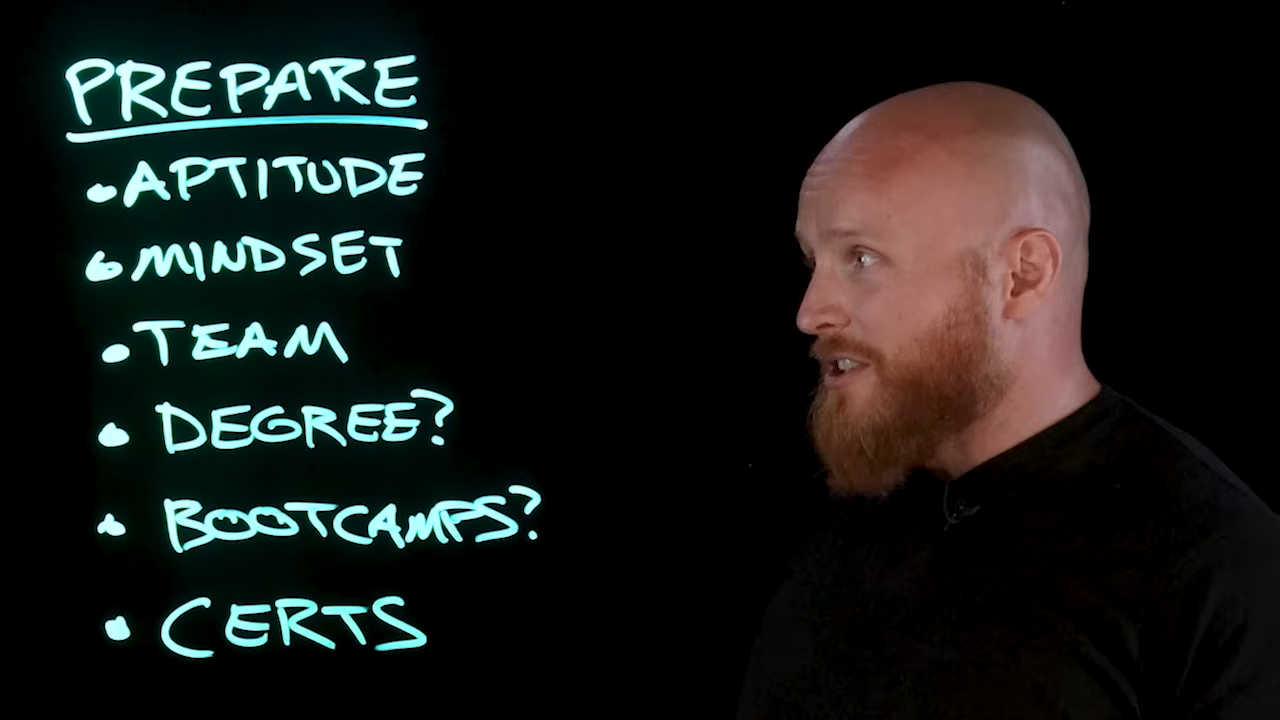 PREPARE
• APTITUDE
• MINDSET
• TEAM
• DEGREE?
• BOOTCAMPS?
• CERTS